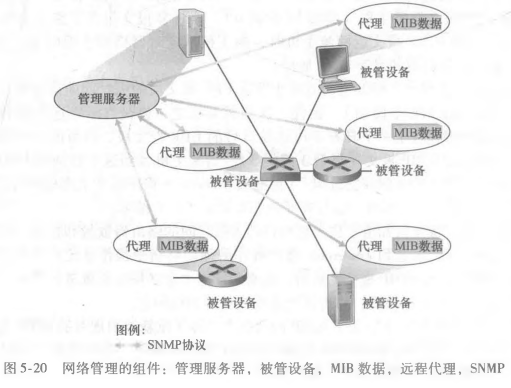 代理 MIB数据
被管设备
管理服务器
代理 MIB数据
代理 MIB数据
被管设备
被管设备
代理 MIB数据
代理 MIB数据
被管设备
被管设备
图例:
SNMP协议
图 5-20 网络管理的组件:管理服务器,被管设备,MIB 数据,远程代理,SNMP